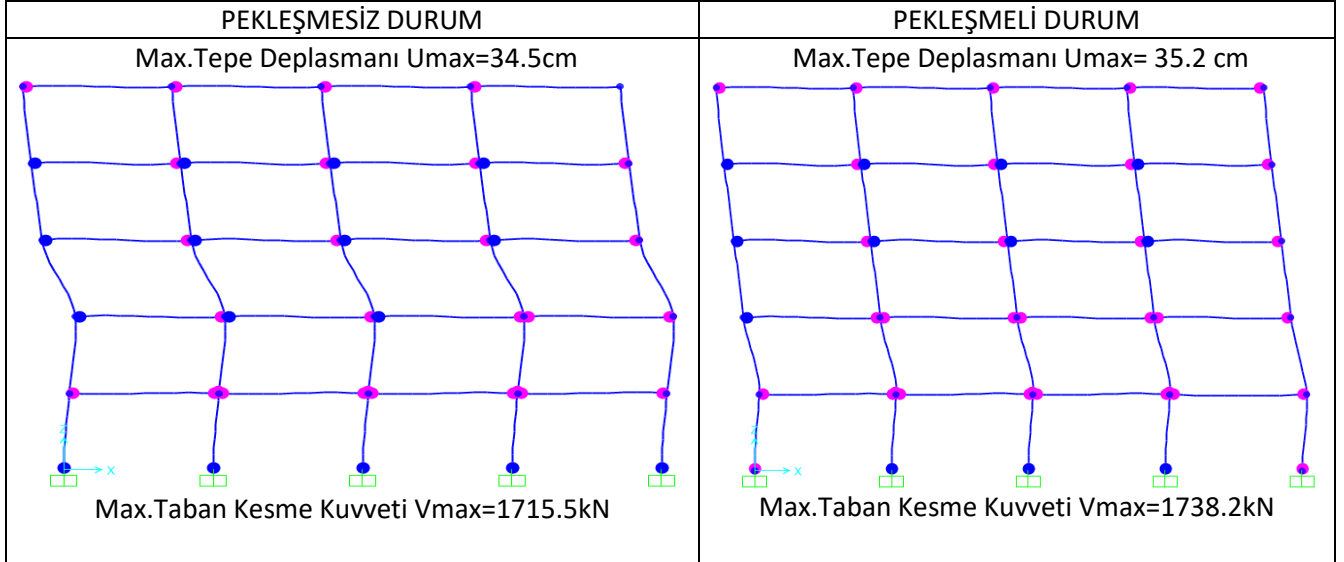 PEKLEŞMESİZ DURUM
Max.Tepe Deplasmanı Umax=34.5cm
Z
X
Max.Taban Kesme Kuvveti Vmax=1715.5kN
PEKLEŞMELİ DURUM
Max.Tepe Deplasmanı Umax= 35.2 cm
Z
X
Max.Taban Kesme Kuvveti Vmax=1738.2kN